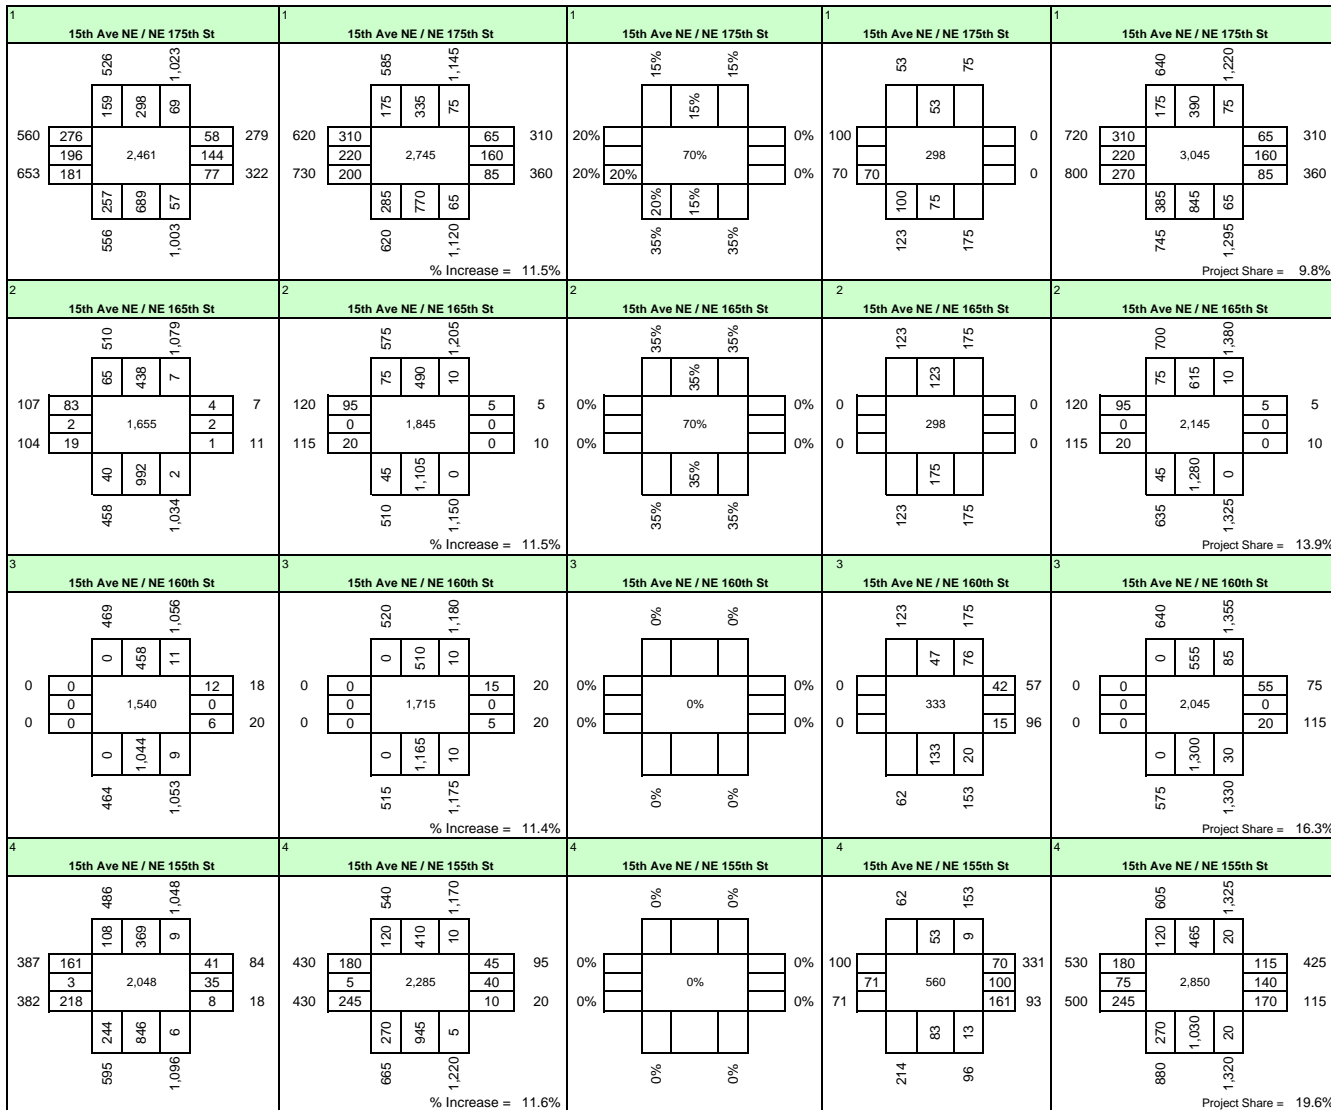 1 1 1 1 1
15th Ave NE / NE 175th St 15th Ave NE / NE 175th St 15th Ave NE / NE 175th St 15th Ave NE / NE 175th St 15th Ave NE / NE 175th St
526 1,023 585 1,145 15% 15% 53 75 640 1,220
159 298 69 175 335 75 15% 53 175 390 75
560 276 58 279 620 310 65 310 20% 0% 100 0 720 310 65 310
196 2,461 144 220 2,745 160 70% 298 220 3,045 160
653 181 77 322 730 200 85 360 20% 20% 0% 70 70 0 800 270 85 360
257 689 57 285 770 65 20% 15% 100 75 385 845 65
556 1,003 620 1,120 35% 35% 123 175 745 1,295
% Increase = 11.5% Project Share = 9.8%
2 2 2 2 2
15th Ave NE / NE 165th St 15th Ave NE / NE 165th St 15th Ave NE / NE 165th St 15th Ave NE / NE 165th St 15th Ave NE / NE 165th St
510 1,079 575 1,205 35% 35% 123 175 700 1,380
65 438 7 75 490 10 35% 123 75 615 10
107 83 4 7 120 95 5 5 0% 0% 0 0 120 95 5 5
2 1,655 2 0 1,845 0 70% 298 0 2,145 0
104 19 1 11 115 20 0 10 0% 0% 0 0 115 20 0 10
40 992 2 45 1,105 0 35% 175 45 1,280 0
458 1,034 510 1,150 35% 35% 123 175 635 1,325
% Increase = 11.5% Project Share = 13.9%
3 3 3 3 3
15th Ave NE / NE 160th St 15th Ave NE / NE 160th St 15th Ave NE / NE 160th St 15th Ave NE / NE 160th St 15th Ave NE / NE 160th St
469 1,056 520 1,180 0% 0% 123 175 640 1,355
0 458 11 0 510 10 47 76 0 555 85
0 0 12 18 0 0 15 20 0% 0% 0 42 57 0 0 55 75
0 1,540 0 0 1,715 0 0% 333 0 2,045 0
0 0 6 20 0 0 5 20 0% 0% 0 15 96 0 0 20 115
0 1,044 9 0 1,165 10 133 20 0 1,300 30
464 1,053 515 1,175 0% 0% 62 153 575 1,330
% Increase = 11.4% Project Share = 16.3%
4 4 4 4 4
15th Ave NE / NE 155th St 15th Ave NE / NE 155th St 15th Ave NE / NE 155th St 15th Ave NE / NE 155th St 15th Ave NE / NE 155th St
486 1,048 540 1,170 0% 0% 62 153 605 1,325
108 369 9 120 410 10 53 9 120 465 20
387 161 41 84 430 180 45 95 0% 0% 100 70 331 530 180 115 425
3 2,048 35 5 2,285 40 0% 71 560 100 75 2,850 140
382 218 8 18 430 245 10 20 0% 0% 71 161 93 500 245 170 115
244 846 6 270 945 5 83 13 270 1,030 20
595 1,096 665 1,220 0% 0% 214 96 880 1,320
% Increase = 11.6% Project Share = 19.6%